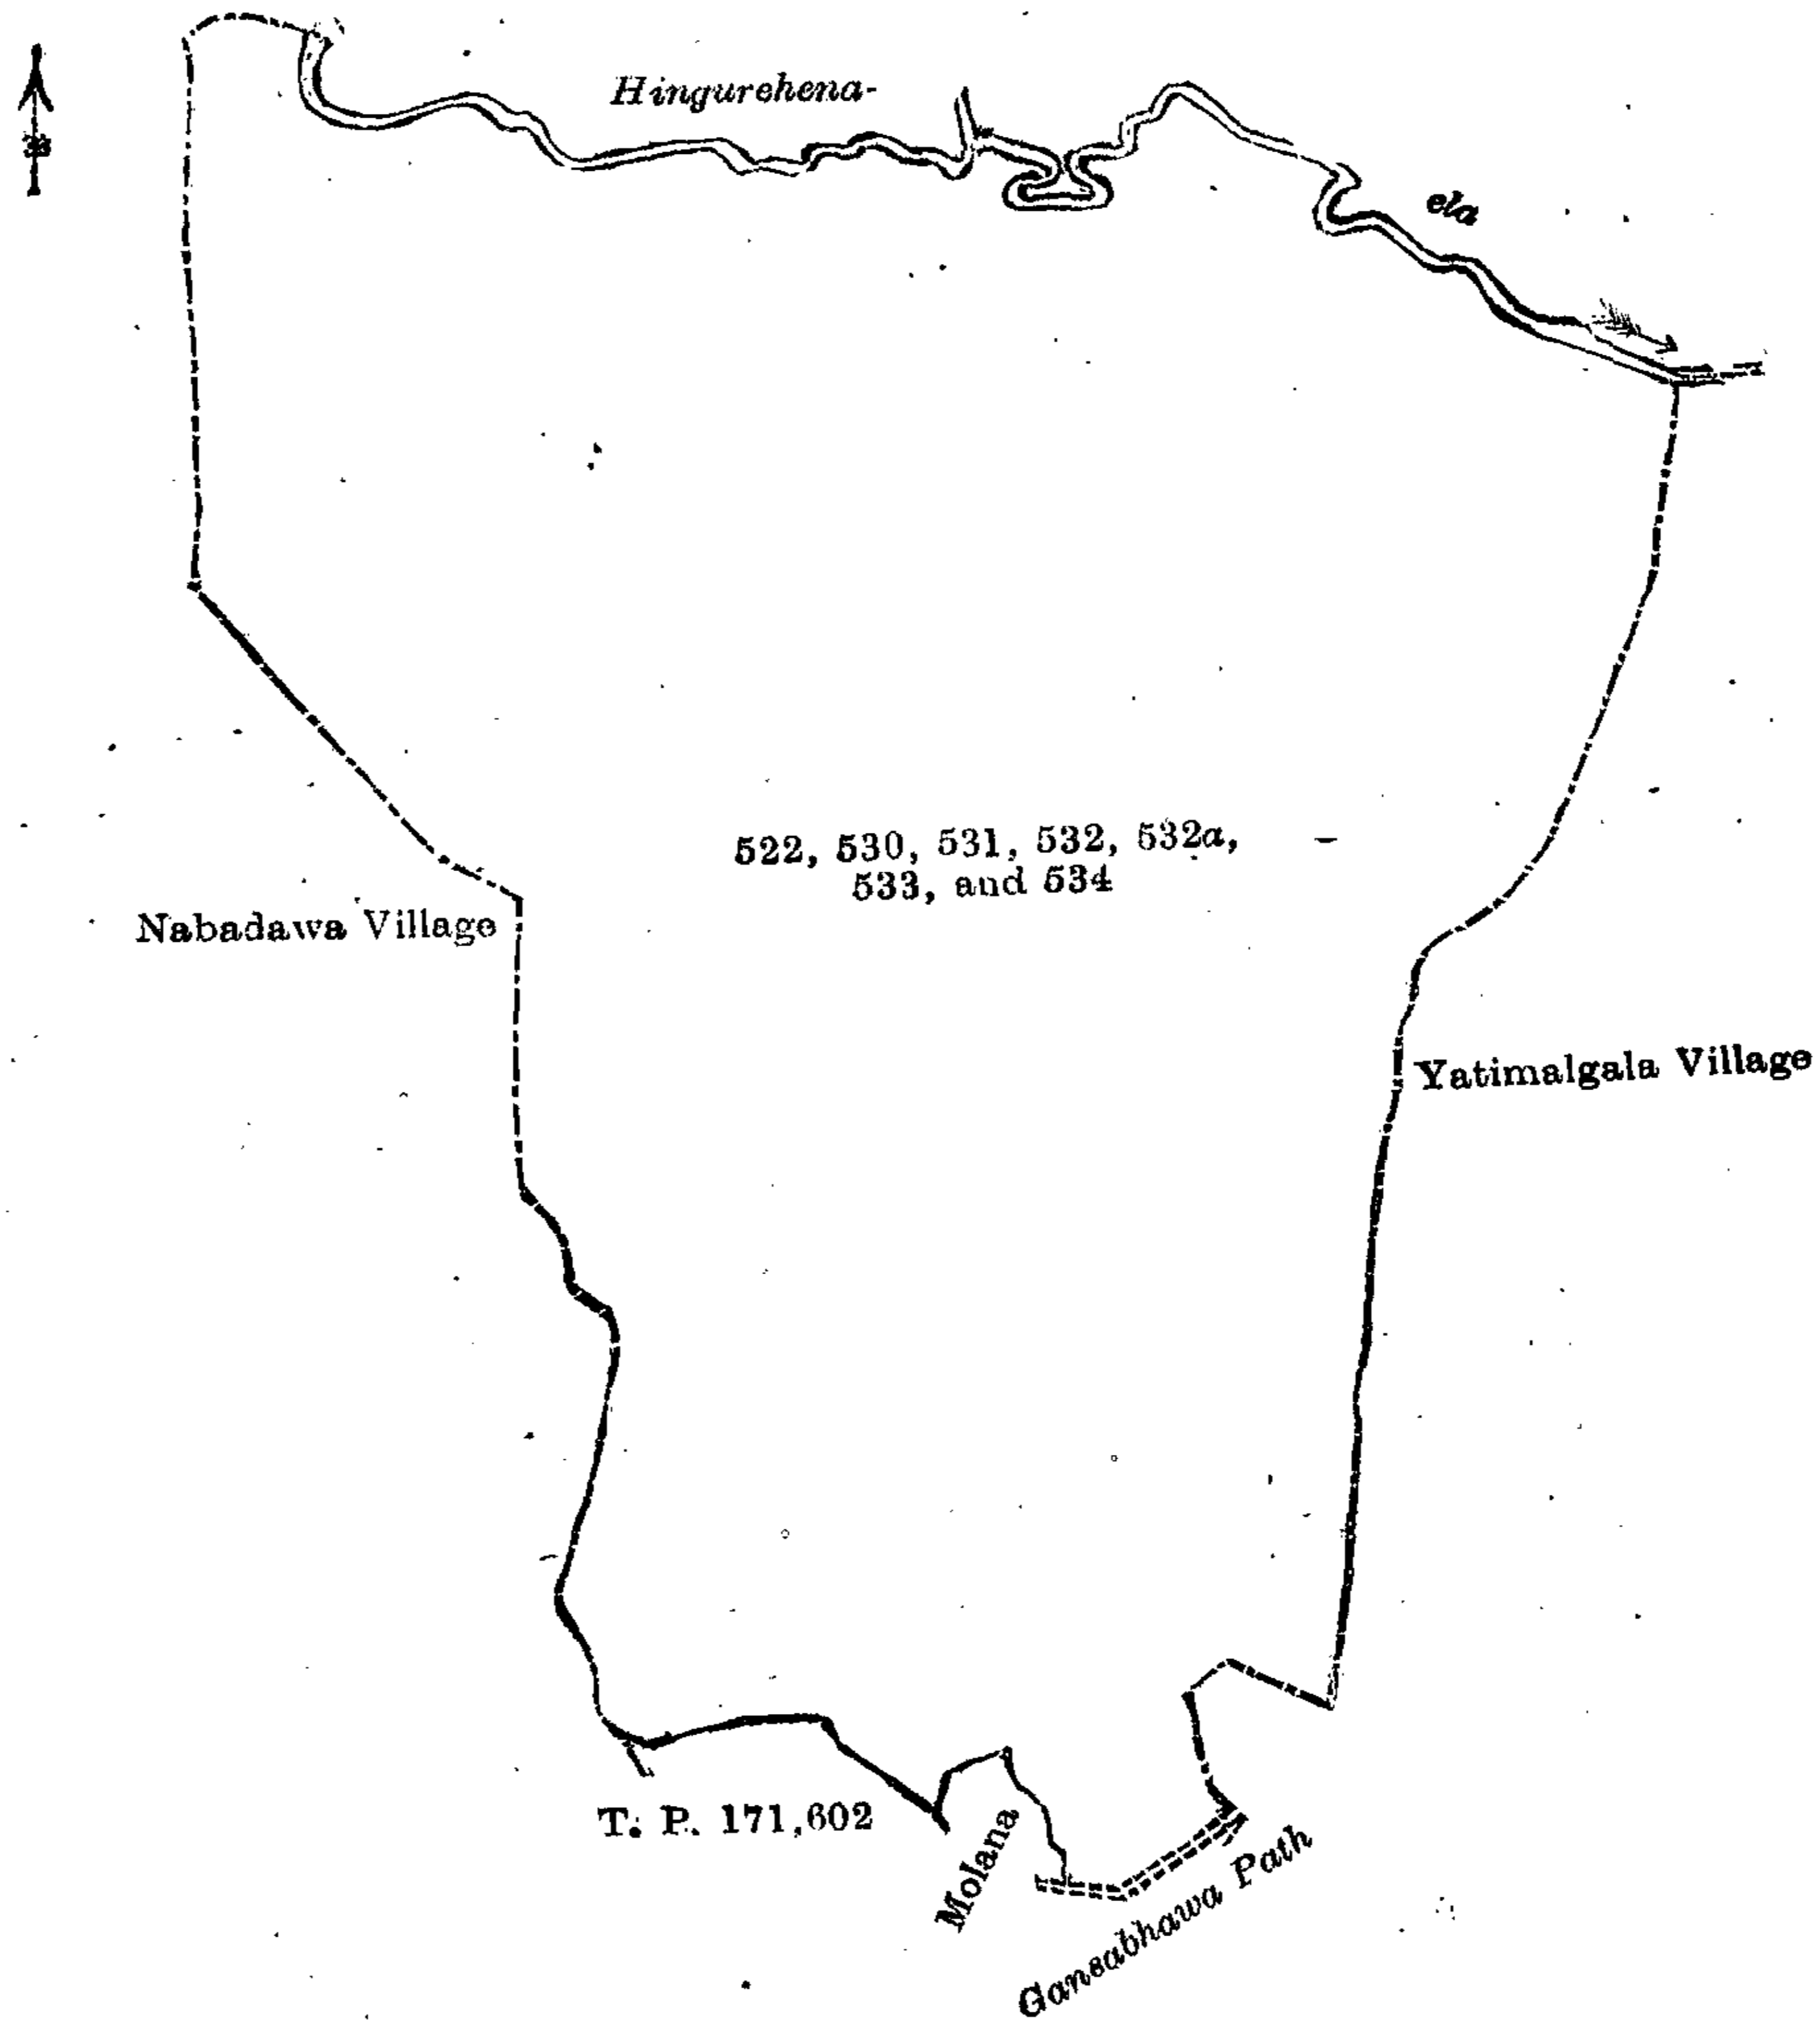 Hingurehena-
ela
522, 530, 531, 532, 532a,
533, and 534
Nabadawa Village
Yatimalgala Village
T. P. 171,602
Molana
Gansabhawa Path